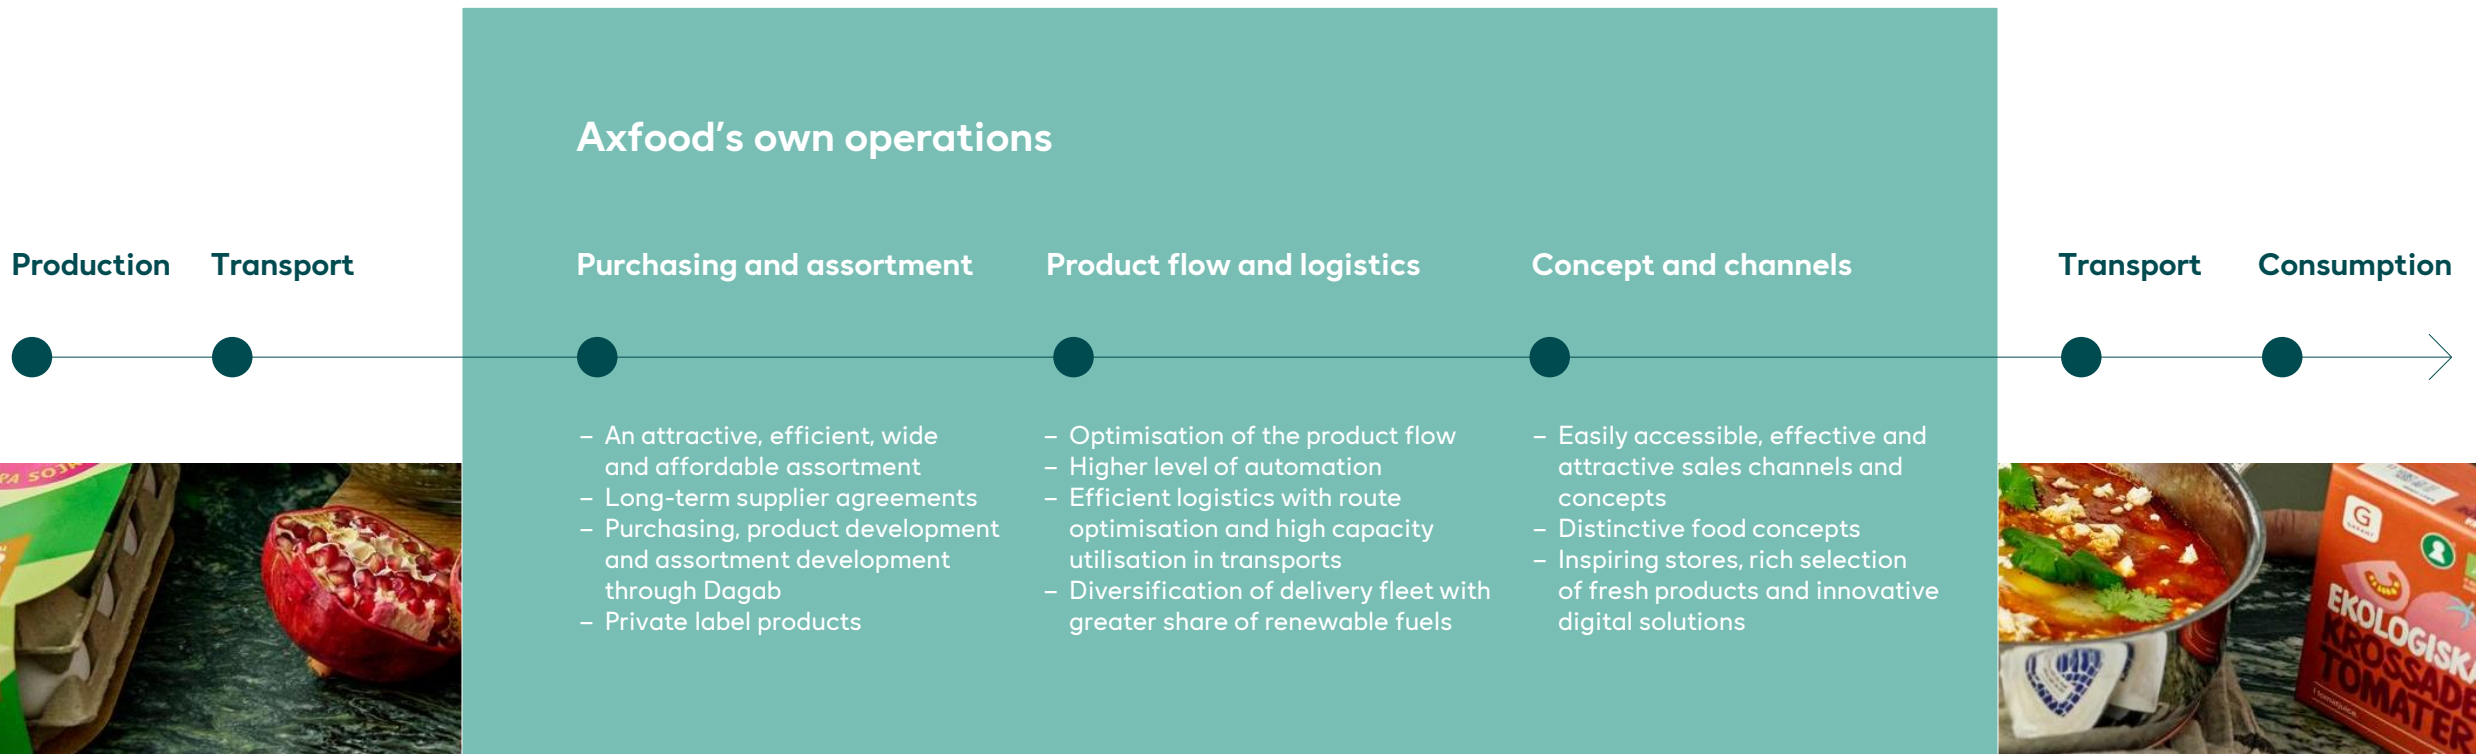 Axfood's own operations
Production
Transport
Purchasing and assortment
Product flow and logistics
Concept and channels
Transport
Consumption
– An attractive, efficient, wide
and affordable assortment
– Long-term supplier agreements
– Purchasing, product development
and assortment development
through Dagab
– Private label products
– Optimisation of the product flow
– Higher level of automation
– Efficient logistics with route
optimisation and high capacity
utilisation in transports
– Diversification of delivery fleet with
greater share of renewable fuels
– Easily accessible, effective and
attractive sales channels and
concepts
– Distinctive food concepts
– Inspiring stores, rich selection
of fresh products and innovative
digital solutions
G
GARANT
EKOLOGISKA
KROSSADE
TOMATER